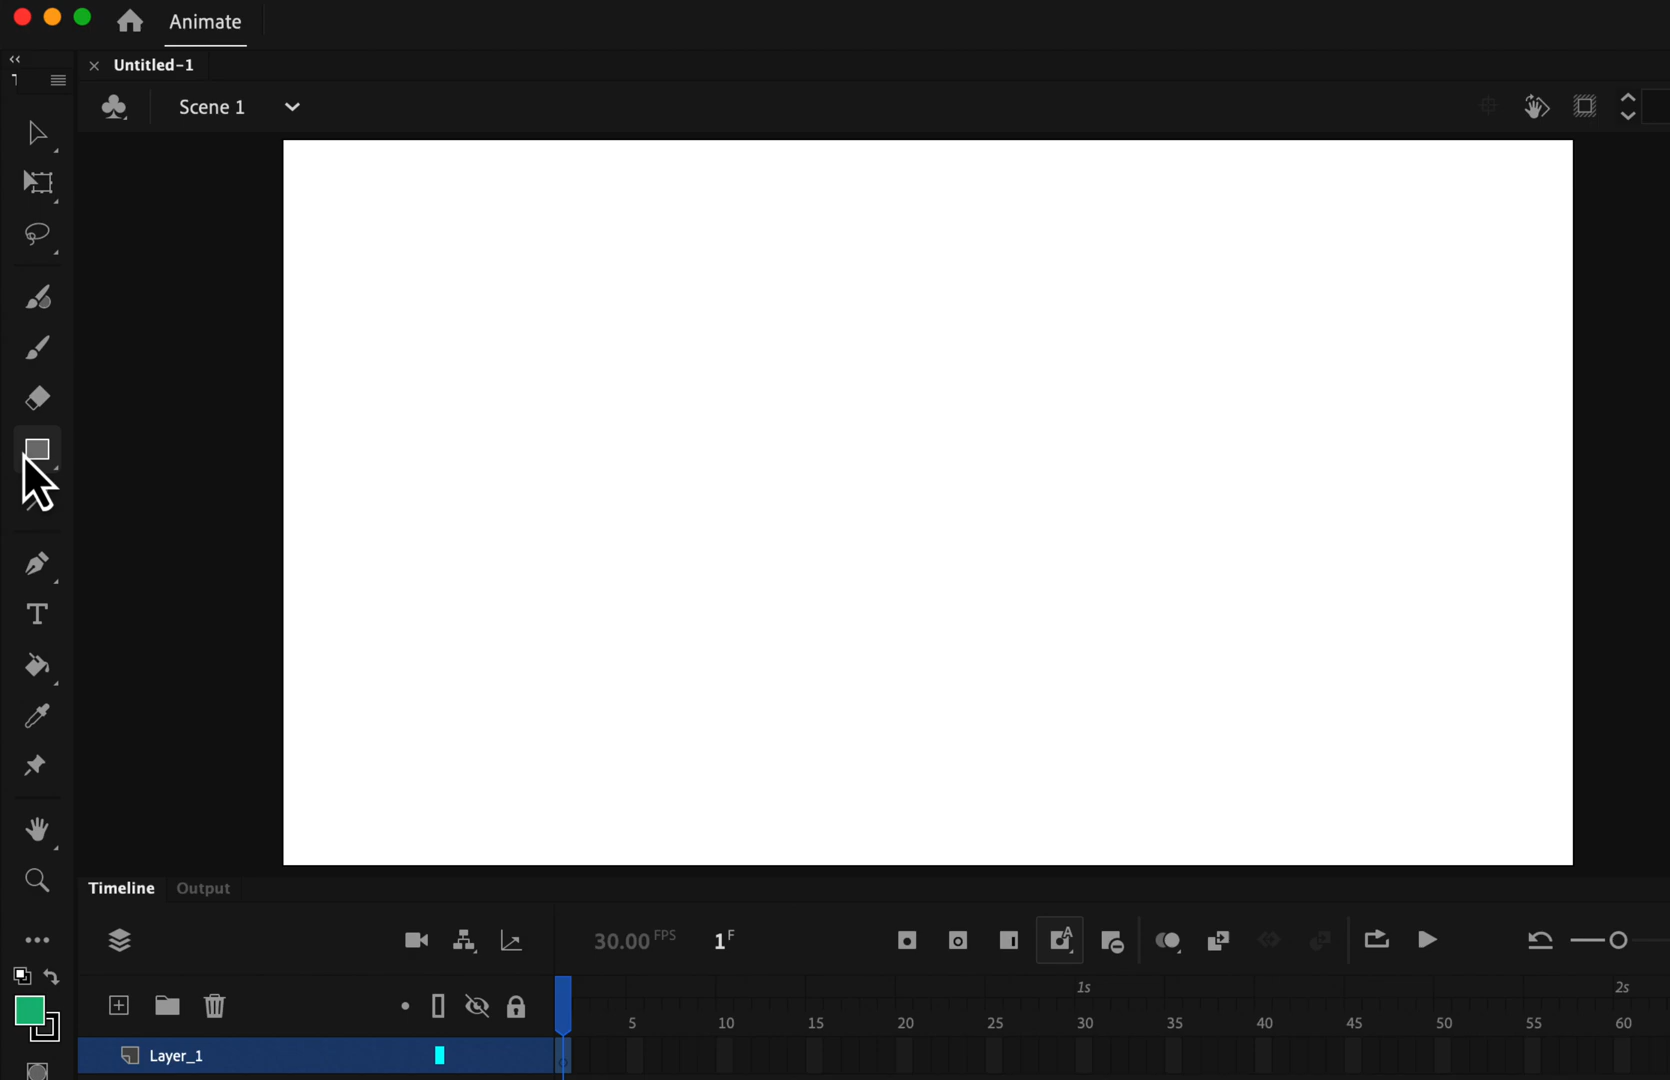 Animate
Untitled-1
Scene 1
Timeline
Output
30.00 FPS
1 F
1s
2s
5 10 15 20 25 30 35 40 45 50 55 60
Layer_1